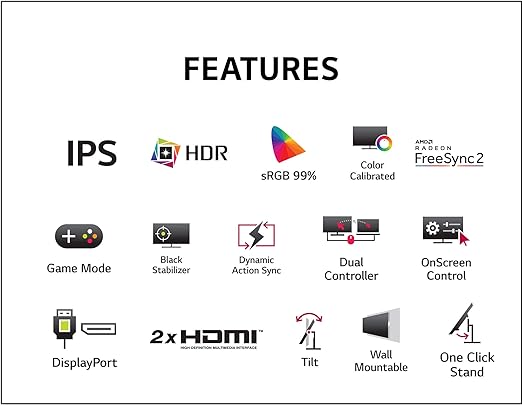 FEATURES
IPS
HDR
sRGB 99%
Color
Calibrated
AMD
RADEON
FreeSync 2
Game Mode
Black
Stabilizer
Dynamic
Action Sync
Dual
Controller
OnScreen
Control
DisplayPort
2x HDMI™
HIGH-DEFINITION MULTIMEDIA INTERFACE
Tilt
Wall
Mountable
One Click
Stand